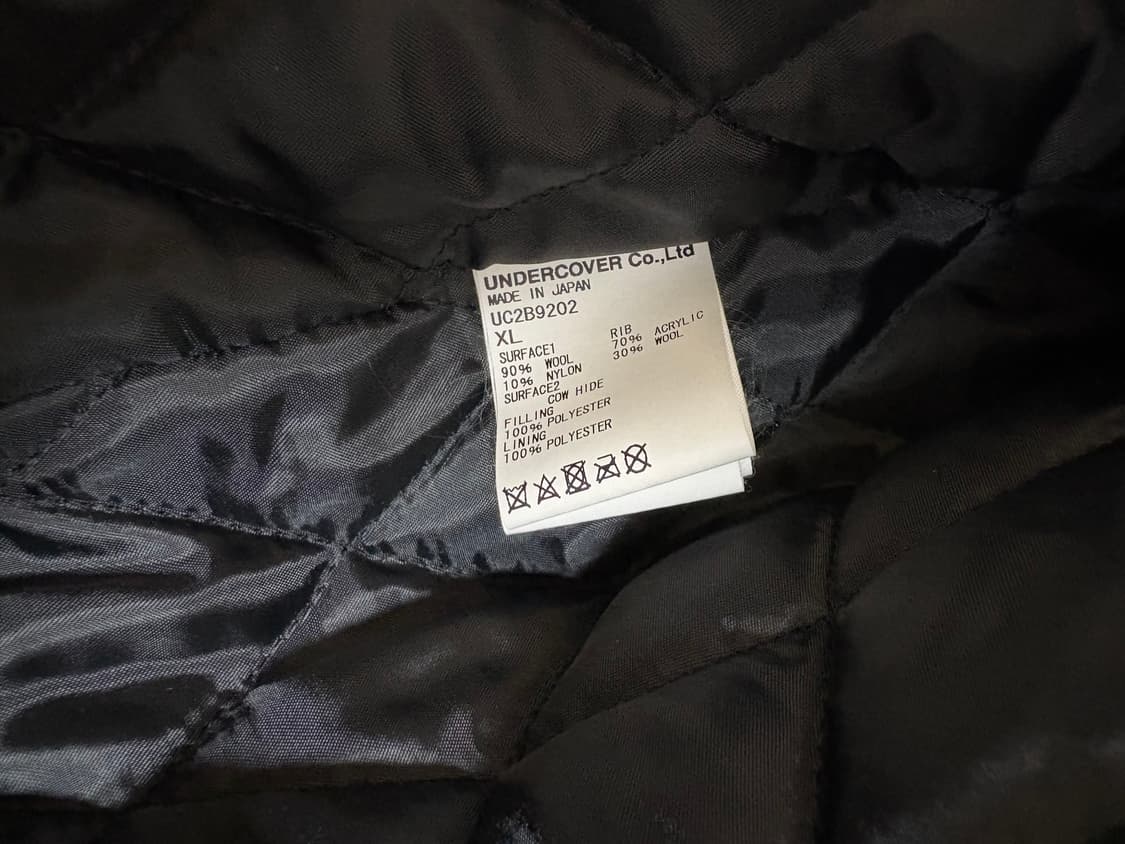 UNDERCOVER Co.,Ltd
MADE IN JAPAN
UC2B9202
XL
SURFACE1
90% WOOL
10% NYLON
SURFACE2
COW HIDE
FILLING
100% POLYESTER
LINING
100% POLYESTER
RIB
70% ACRYLIC
30% WOOL